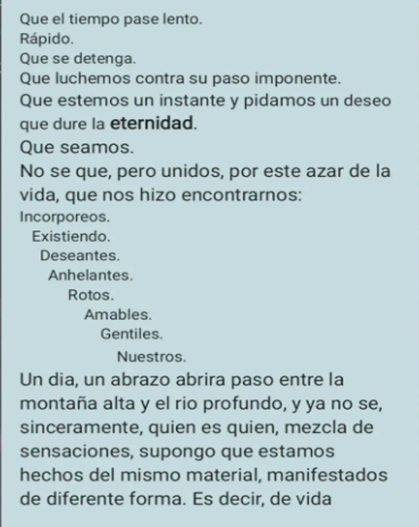 Que el tiempo pase lento.
Rápido.
Que se detenga.
Que luchemos contra su paso imponente.
Que estemos un instante y pidamos un deseo
que dure la eternidad.
Que seamos.
No se que, pero unidos, por este azar de la
vida, que nos hizo encontrarnos:
Incorporeos.
Existiendo.
Deseantes.
Anhelantes.
Rotos.
Amables.
Gentiles.
Nuestros.
Un dia, un abrazo abrira paso entre la
montaña alta y el rio profundo, y ya no se,
sinceramente, quien es quien, mezcla de
sensaciones, supongo que estamos
hechos del mismo material, manifestados
de diferente forma. Es decir, de vida